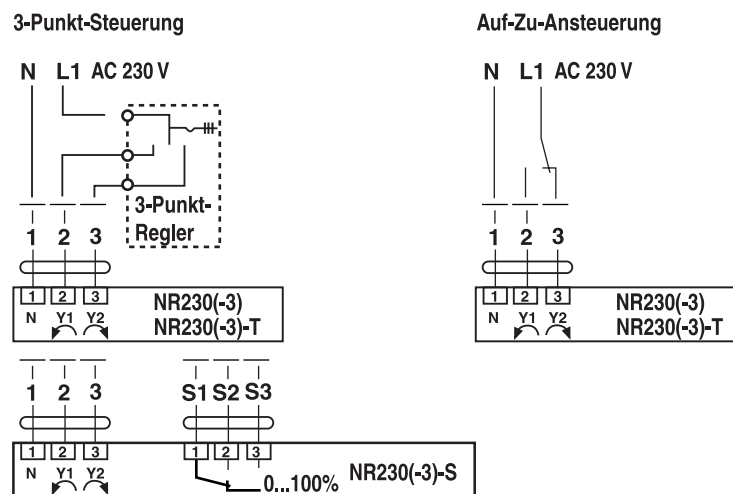 3-Punkt-Steuerung
N L1 AC 230 V
3-Punkt-
Regler
1 2 3
1 2 3
N Y1 Y2
NR230(-3)
NR230(-3)-T
1 2 3
S1 S2 S3
1 2 3
N Y1 Y2
1 2 3
0...100%
NR230(-3)-S
Auf-Zu-Ansteuerung
N L1 AC 230 V
1 2 3
1 2 3
N Y1 Y2
NR230(-3)
NR230(-3)-T